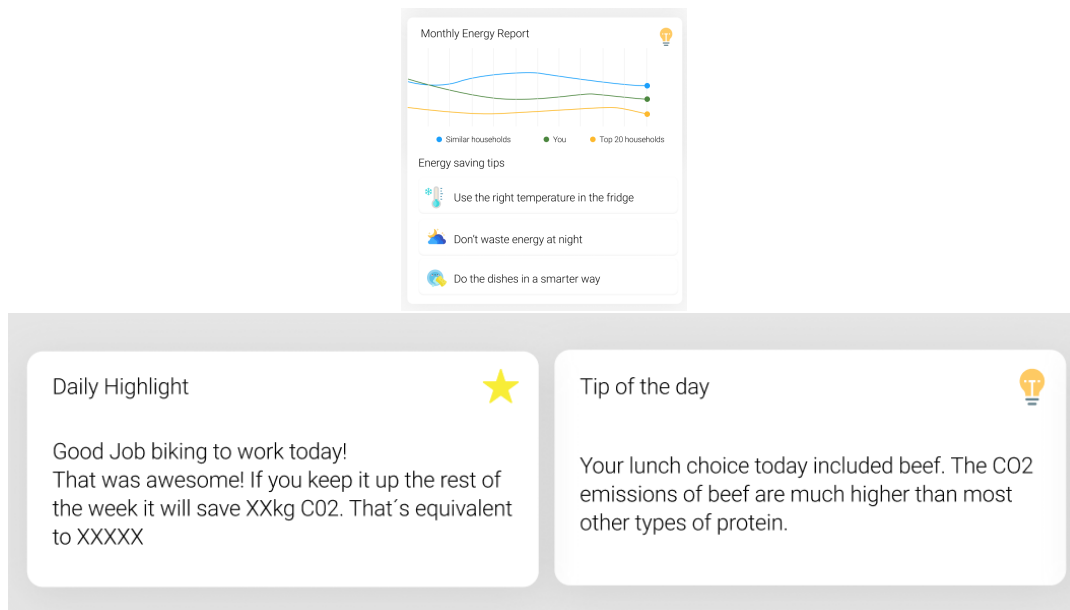 Monthly Energy Report
Similar households
You
Top 20 households
Energy saving tips
Use the right temperature in the fridge
Don't waste energy at night
Do the dishes in a smarter way
Daily Highlight
Good Job biking to work today!
That was awesome! If you keep it up the rest of
the week it will save XXkg C02. That´s equivalent
to XXXXX
Tip of the day
Your lunch choice today included beef. The CO2
emissions of beef are much higher than most
other types of protein.